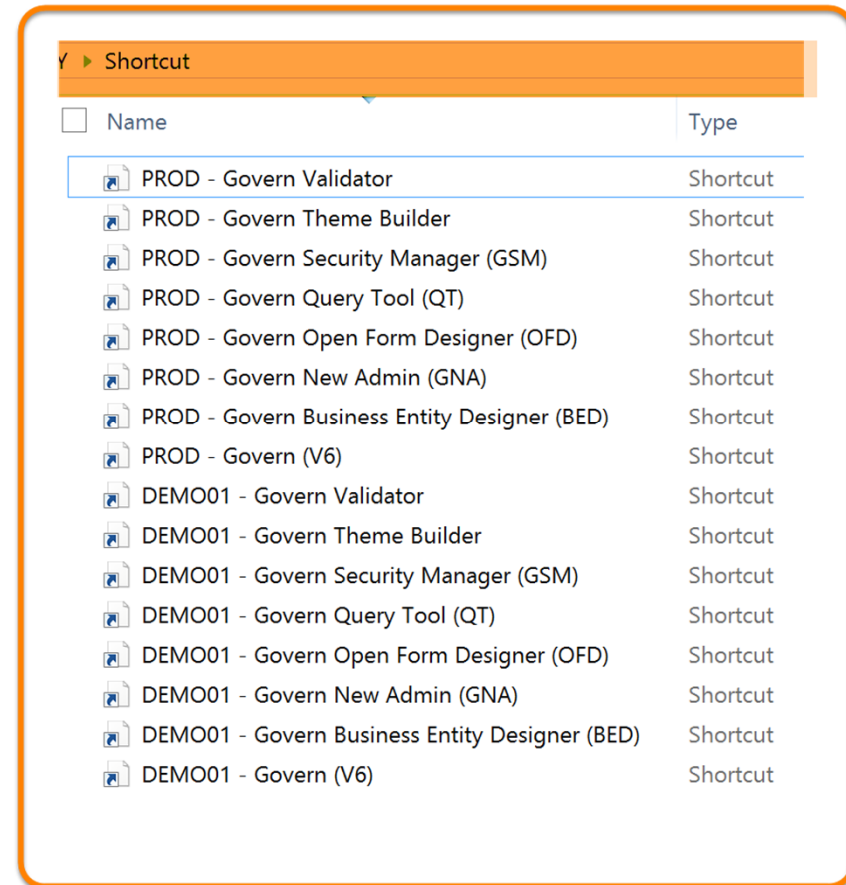 Y ▸ Shortcut
Name Type
PROD - Govern Validator Shortcut
PROD - Govern Theme Builder Shortcut
PROD - Govern Security Manager (GSM) Shortcut
PROD - Govern Query Tool (QT) Shortcut
PROD - Govern Open Form Designer (OFD) Shortcut
PROD - Govern New Admin (GNA) Shortcut
PROD - Govern Business Entity Designer (BED) Shortcut
PROD - Govern (V6) Shortcut
DEMO01 - Govern Validator Shortcut
DEMO01 - Govern Theme Builder Shortcut
DEMO01 - Govern Security Manager (GSM) Shortcut
DEMO01 - Govern Query Tool (QT) Shortcut
DEMO01 - Govern Open Form Designer (OFD) Shortcut
DEMO01 - Govern New Admin (GNA) Shortcut
DEMO01 - Govern Business Entity Designer (BED) Shortcut
DEMO01 - Govern (V6) Shortcut